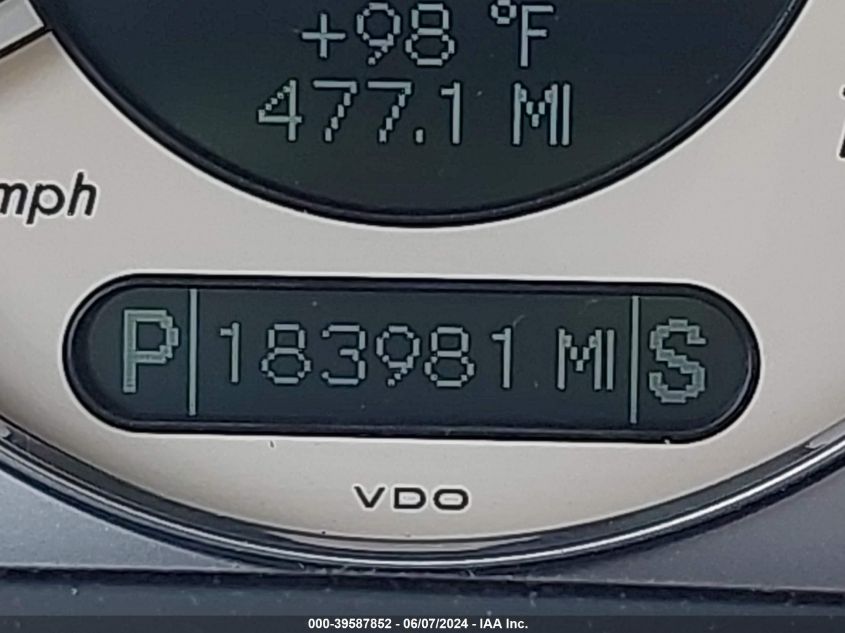 +98 °F
477.1 MI
mph
P 183981 MI S
VDO
000-39587852 - 06/07/2024 - IAA Inc.